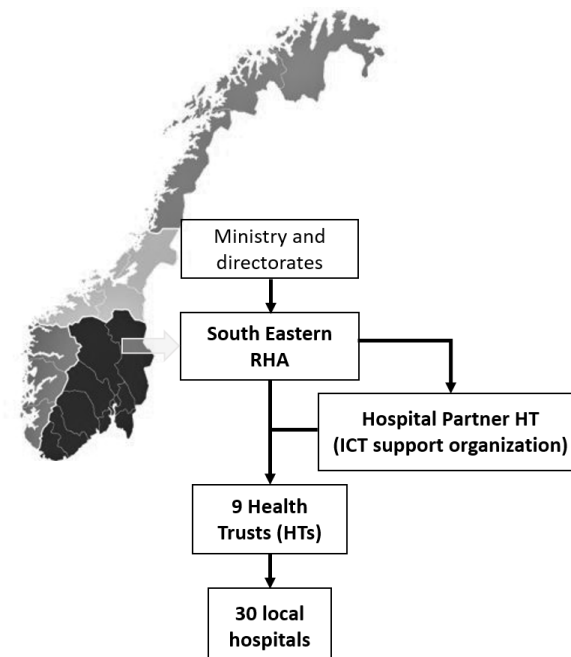 Ministry and
directorates
South Eastern
RHA
Hospital Partner HT
(ICT support organization)
9 Health
Trusts (HTs)
30 local
hospitals